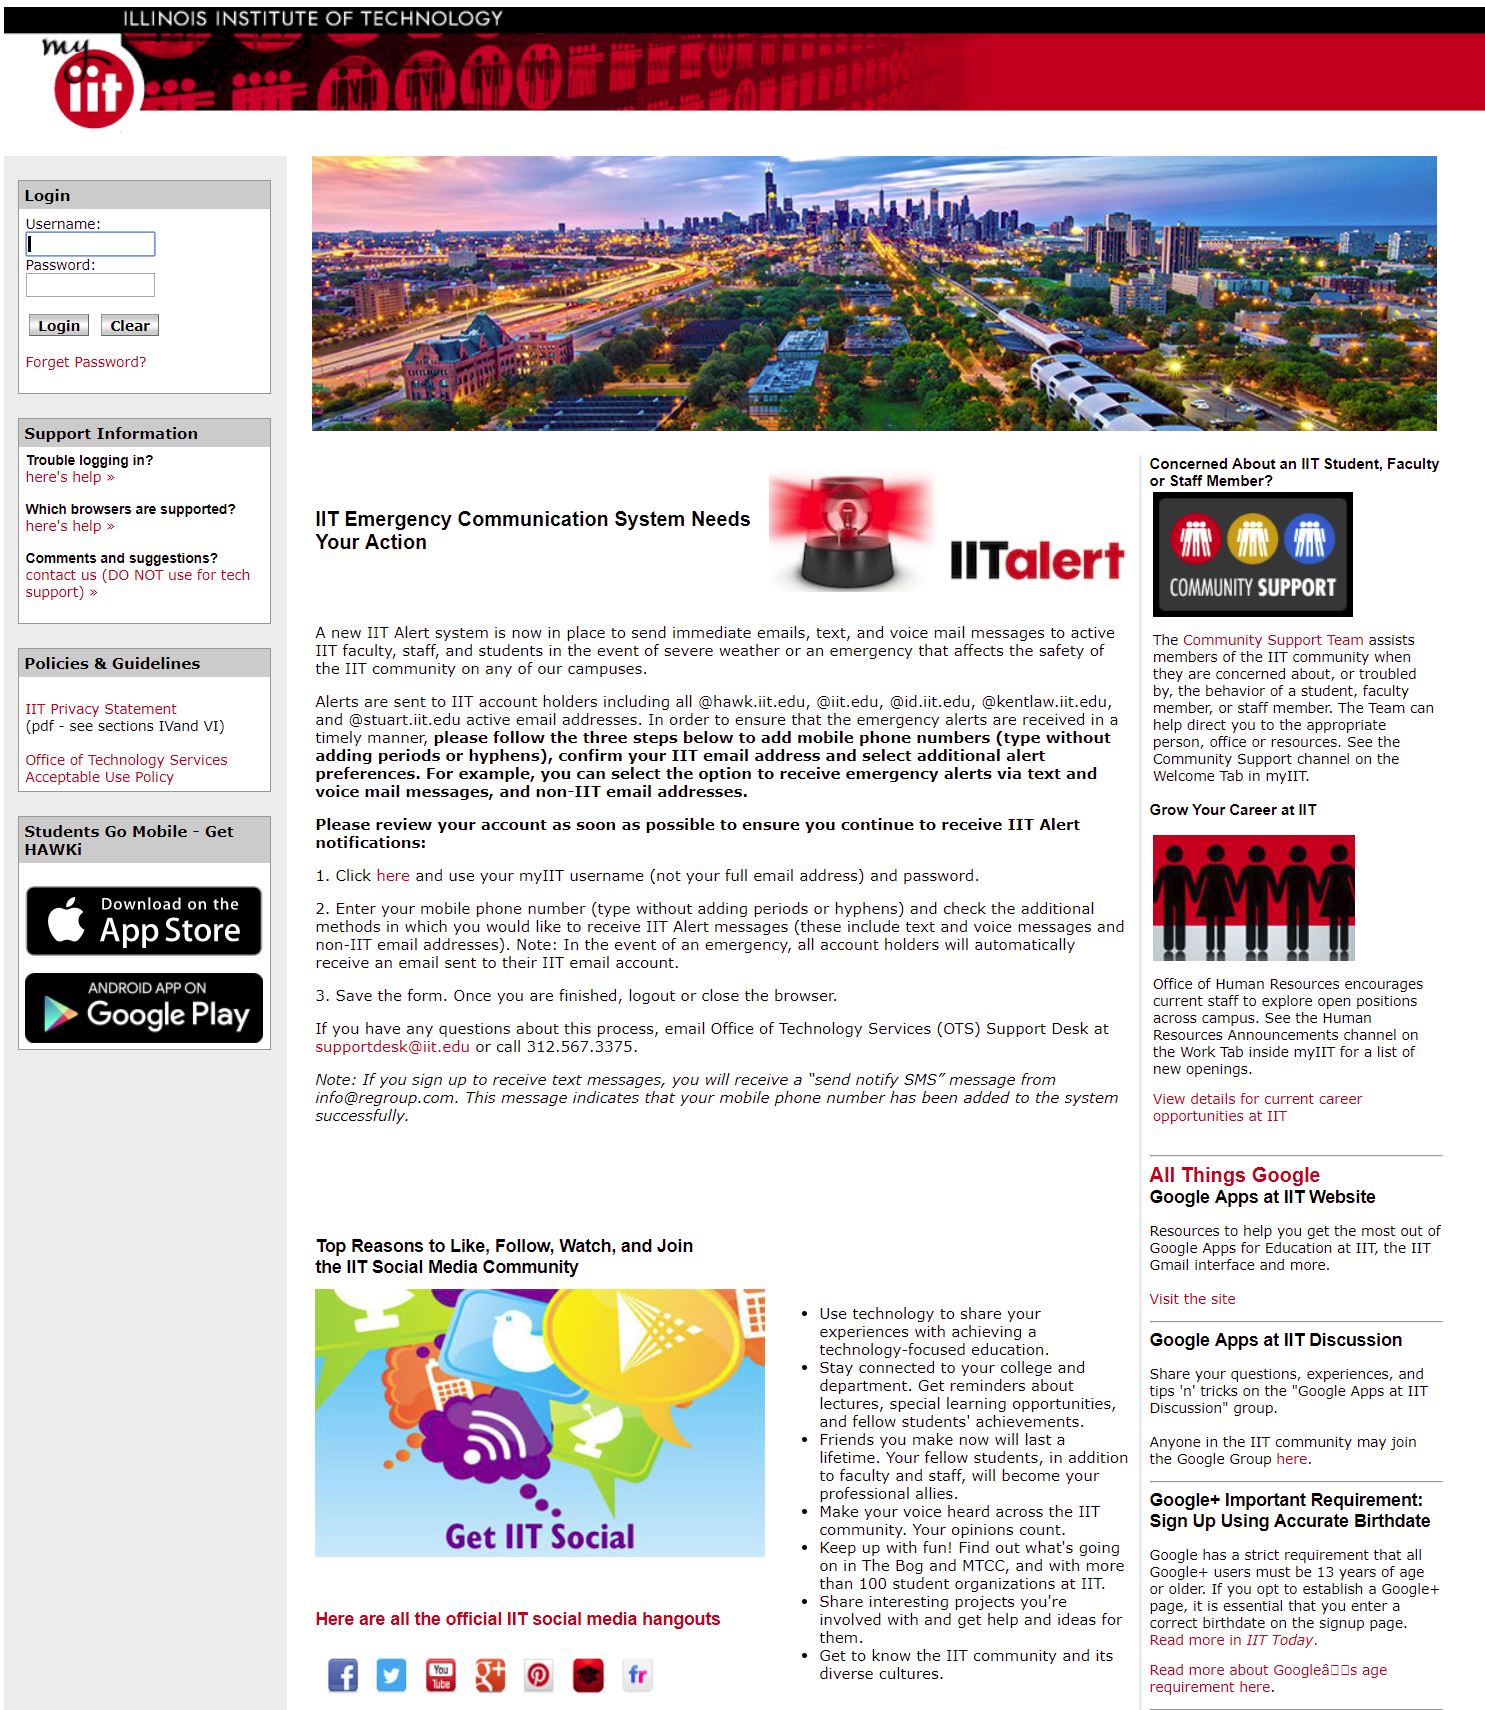 ILLINOIS INSTITUTE OF TECHNOLOGY
my
iit
Login
Username:
Password:
Login Clear
Forget Password?
Support Information
Trouble logging in?
here's help »
Which browsers are supported?
here's help »
Comments and suggestions?
contact us (DO NOT use for tech
support) »
Policies & Guidelines
IIT Privacy Statement
(pdf - see sections IVand VI)
Office of Technology Services
Acceptable Use Policy
Students Go Mobile - Get
HAWKi
Download on the
App Store
ANDROID APP ON
Google Play
IIT Emergency Communication System Needs
Your Action
IITalert
A new IIT Alert system is now in place to send immediate emails, text, and voice mail messages to active
IIT faculty, staff, and students in the event of severe weather or an emergency that affects the safety of
the IIT community on any of our campuses.
Alerts are sent to IIT account holders including all @hawk.iit.edu, @iit.edu, @id.iit.edu, @kentlaw.iit.edu,
and @stuart.iit.edu active email addresses. In order to ensure that the emergency alerts are received in a
timely manner, please follow the three steps below to add mobile phone numbers (type without
adding periods or hyphens), confirm your IIT email address and select additional alert
preferences. For example, you can select the option to receive emergency alerts via text and
voice mail messages, and non-IIT email addresses.
Please review your account as soon as possible to ensure you continue to receive IIT Alert
notifications:
1. Click here and use your myIIT username (not your full email address) and password.
2. Enter your mobile phone number (type without adding periods or hyphens) and check the additional
methods in which you would like to receive IIT Alert messages (these include text and voice messages and
non-IIT email addresses). Note: In the event of an emergency, all account holders will automatically
receive an email sent to their IIT email account.
3. Save the form. Once you are finished, logout or close the browser.
If you have any questions about this process, email Office of Technology Services (OTS) Support Desk at
supportdesk@iit.edu or call 312.567.3375.
Note: If you sign up to receive text messages, you will receive a “send notify SMS” message from
info@regroup.com. This message indicates that your mobile phone number has been added to the system
successfully.
Top Reasons to Like, Follow, Watch, and Join
the IIT Social Media Community
Get IIT Social
Here are all the official IIT social media hangouts
f
You
Tube
g+
fr
• Use technology to share your
experiences with achieving a
technology-focused education.
• Stay connected to your college and
department. Get reminders about
lectures, special learning opportunities,
and fellow students' achievements.
• Friends you make now will last a
lifetime. Your fellow students, in addition
to faculty and staff, will become your
professional allies.
• Make your voice heard across the IIT
community. Your opinions count.
• Keep up with fun! Find out what's going
on in The Bog and MTCC, and with more
than 100 student organizations at IIT.
• Share interesting projects you're
involved with and get help and ideas for
them.
• Get to know the IIT community and its
diverse cultures.
Concerned About an IIT Student, Faculty
or Staff Member?
COMMUNITY SUPPORT
The Community Support Team assists
members of the IIT community when
they are concerned about, or troubled
by, the behavior of a student, faculty
member, or staff member. The Team can
help direct you to the appropriate
person, office or resources. See the
Community Support channel on the
Welcome Tab in myIIT.
Grow Your Career at IIT
Office of Human Resources encourages
current staff to explore open positions
across campus. See the Human
Resources Announcements channel on
the Work Tab inside myIIT for a list of
new openings.
View details for current career
opportunities at IIT
All Things Google
Google Apps at IIT Website
Resources to help you get the most out of
Google Apps for Education at IIT, the IIT
Gmail interface and more.
Visit the site
Google Apps at IIT Discussion
Share your questions, experiences, and
tips 'n' tricks on the "Google Apps at IIT
Discussion" group.
Anyone in the IIT community may join
the Google Group here.
Google+ Important Requirement:
Sign Up Using Accurate Birthdate
Google has a strict requirement that all
Google+ users must be 13 years of age
or older. If you opt to establish a Google+
page, it is essential that you enter a
correct birthdate on the signup page.
Read more in IIT Today.
Read more about Googleâ□□s age
requirement here.